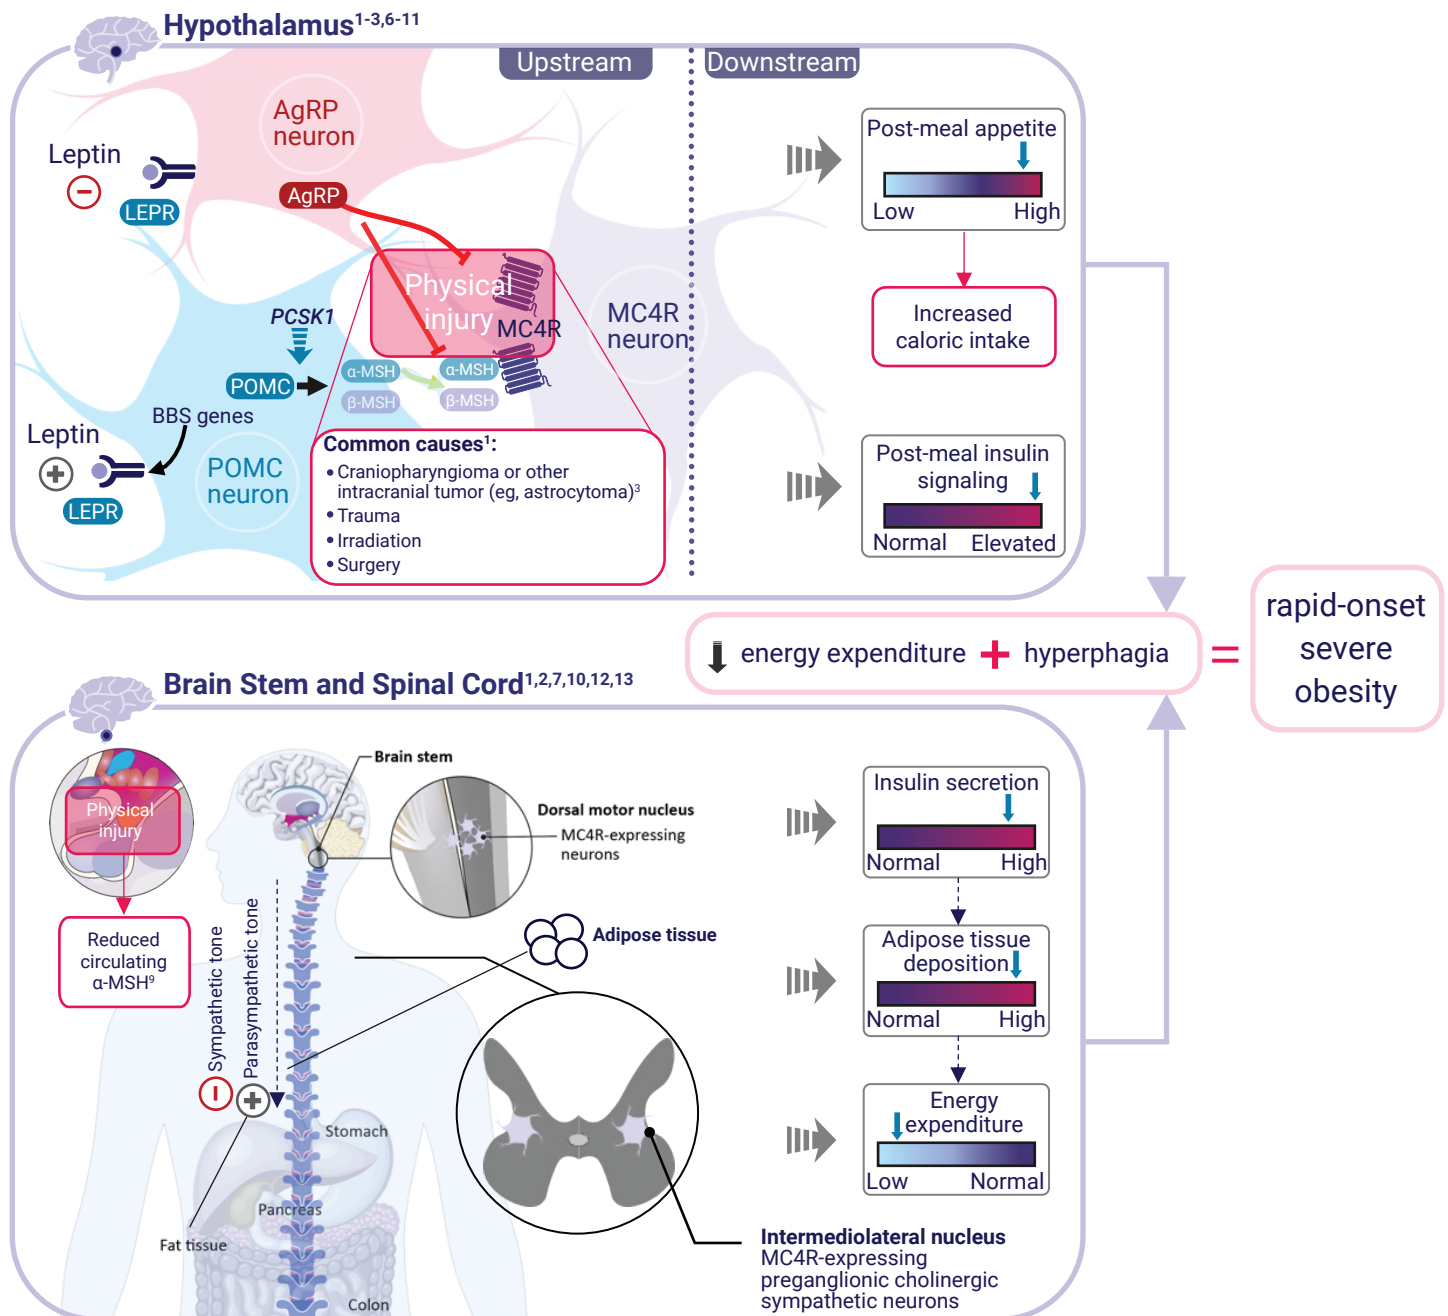 Hypothalamus1-3,6-11
Upstream
Downstream
AgRP
neuron
Leptin
−
LEPR
AgRP
Physical
injury
MC4R
MC4R
neuron
PCSK1
POMC
α-MSH
α-MSH
β-MSH
β-MSH
BBS genes
Leptin
+
LEPR
POMC
neuron
Common causes1:
• Craniopharyngioma or other
intracranial tumor (eg, astrocytoma)3
• Trauma
• Irradiation
• Surgery
Post-meal appetite
Low High
Increased
caloric intake
Post-meal insulin
signaling
Normal Elevated
energy expenditure + hyperphagia =
rapid-onset
severe
obesity
Brain Stem and Spinal Cord1,2,7,10,12,13
Physical
injury
Reduced
circulating
α-MSH9
Brain stem
Dorsal motor nucleus
MC4R-expressing
neurons
Sympathetic tone
−
Parasympathetic tone
+
Adipose tissue
Stomach
Pancreas
Fat tissue
Colon
Insulin secretion
Normal High
Adipose tissue
deposition
Normal High
Energy
expenditure
Low Normal
Intermediolateral nucleus
MC4R-expressing
preganglionic cholinergic
sympathetic neurons